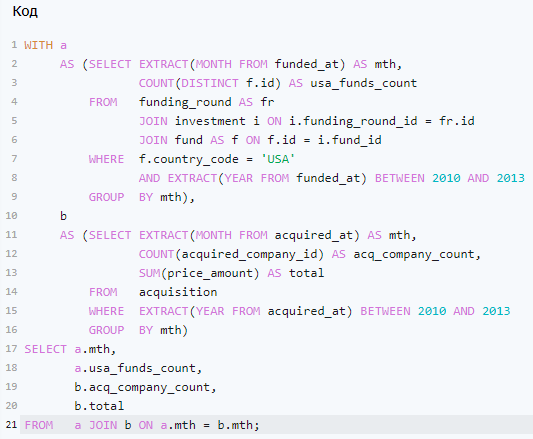 Код
1 WITH a
2 AS (SELECT EXTRACT(MONTH FROM funded_at) AS mth,
3 COUNT(DISTINCT f.id) AS usa_funds_count
4 FROM funding_round AS fr
5 JOIN investment i ON i.funding_round_id = fr.id
6 JOIN fund AS f ON f.id = i.fund_id
7 WHERE f.country_code = 'USA'
8 AND EXTRACT(YEAR FROM funded_at) BETWEEN 2010 AND 2013
9 GROUP BY mth),
10 b
11 AS (SELECT EXTRACT(MONTH FROM acquired_at) AS mth,
12 COUNT(acquired_company_id) AS acq_company_count,
13 SUM(price_amount) AS total
14 FROM acquisition
15 WHERE EXTRACT(YEAR FROM acquired_at) BETWEEN 2010 AND 2013
16 GROUP BY mth)
17 SELECT a.mth,
18 a.usa_funds_count,
19 b.acq_company_count,
20 b.total
21 FROM a JOIN b ON a.mth = b.mth;